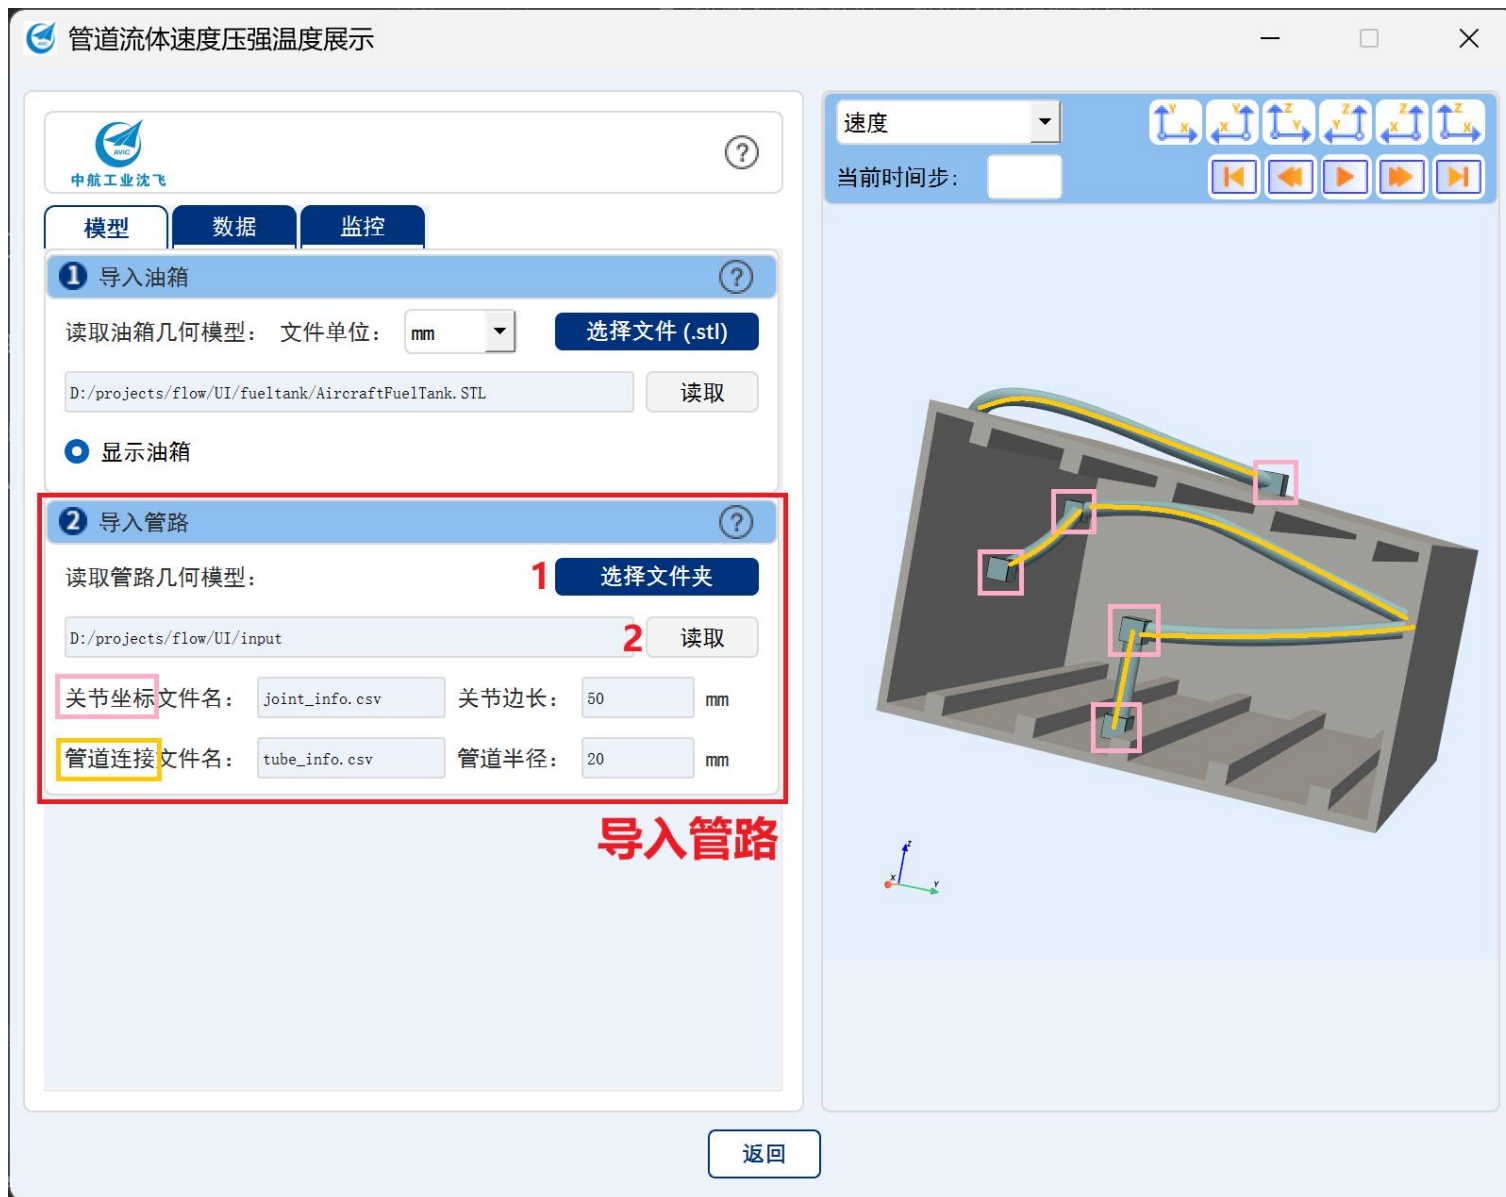 管道流体速度压强温度展示
AVIC
中航工业沈飞
?
模型 数据 监控
1 导入油箱 ?
读取油箱几何模型： 文件单位： mm 选择文件 (.stl)
D:/projects/flow/UI/fueltank/AircraftFuelTank.STL 读取
显示油箱
2 导入管路 ?
读取管路几何模型： 1 选择文件夹
D:/projects/flow/UI/input 2 读取
关节坐标文件名： joint_info.csv 关节边长： 50 mm
管道连接文件名： tube_info.csv 管道半径： 20 mm
导入管路
速度 Y X Y X Z Y Z Y Z X Z X
当前时间步：
Z
X Y
返回